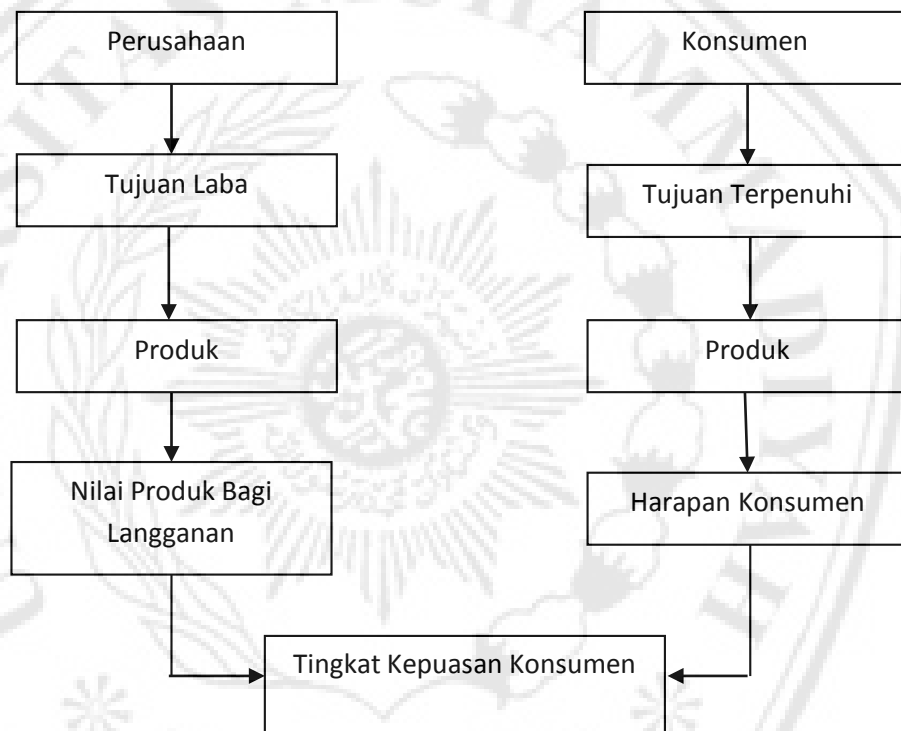 Perusahaan
Konsumen
Tujuan Laba
Tujuan Terpenuhi
Produk
Produk
Nilai Produk Bagi
Langganan
Harapan Konsumen
Tingkat Kepuasan Konsumen